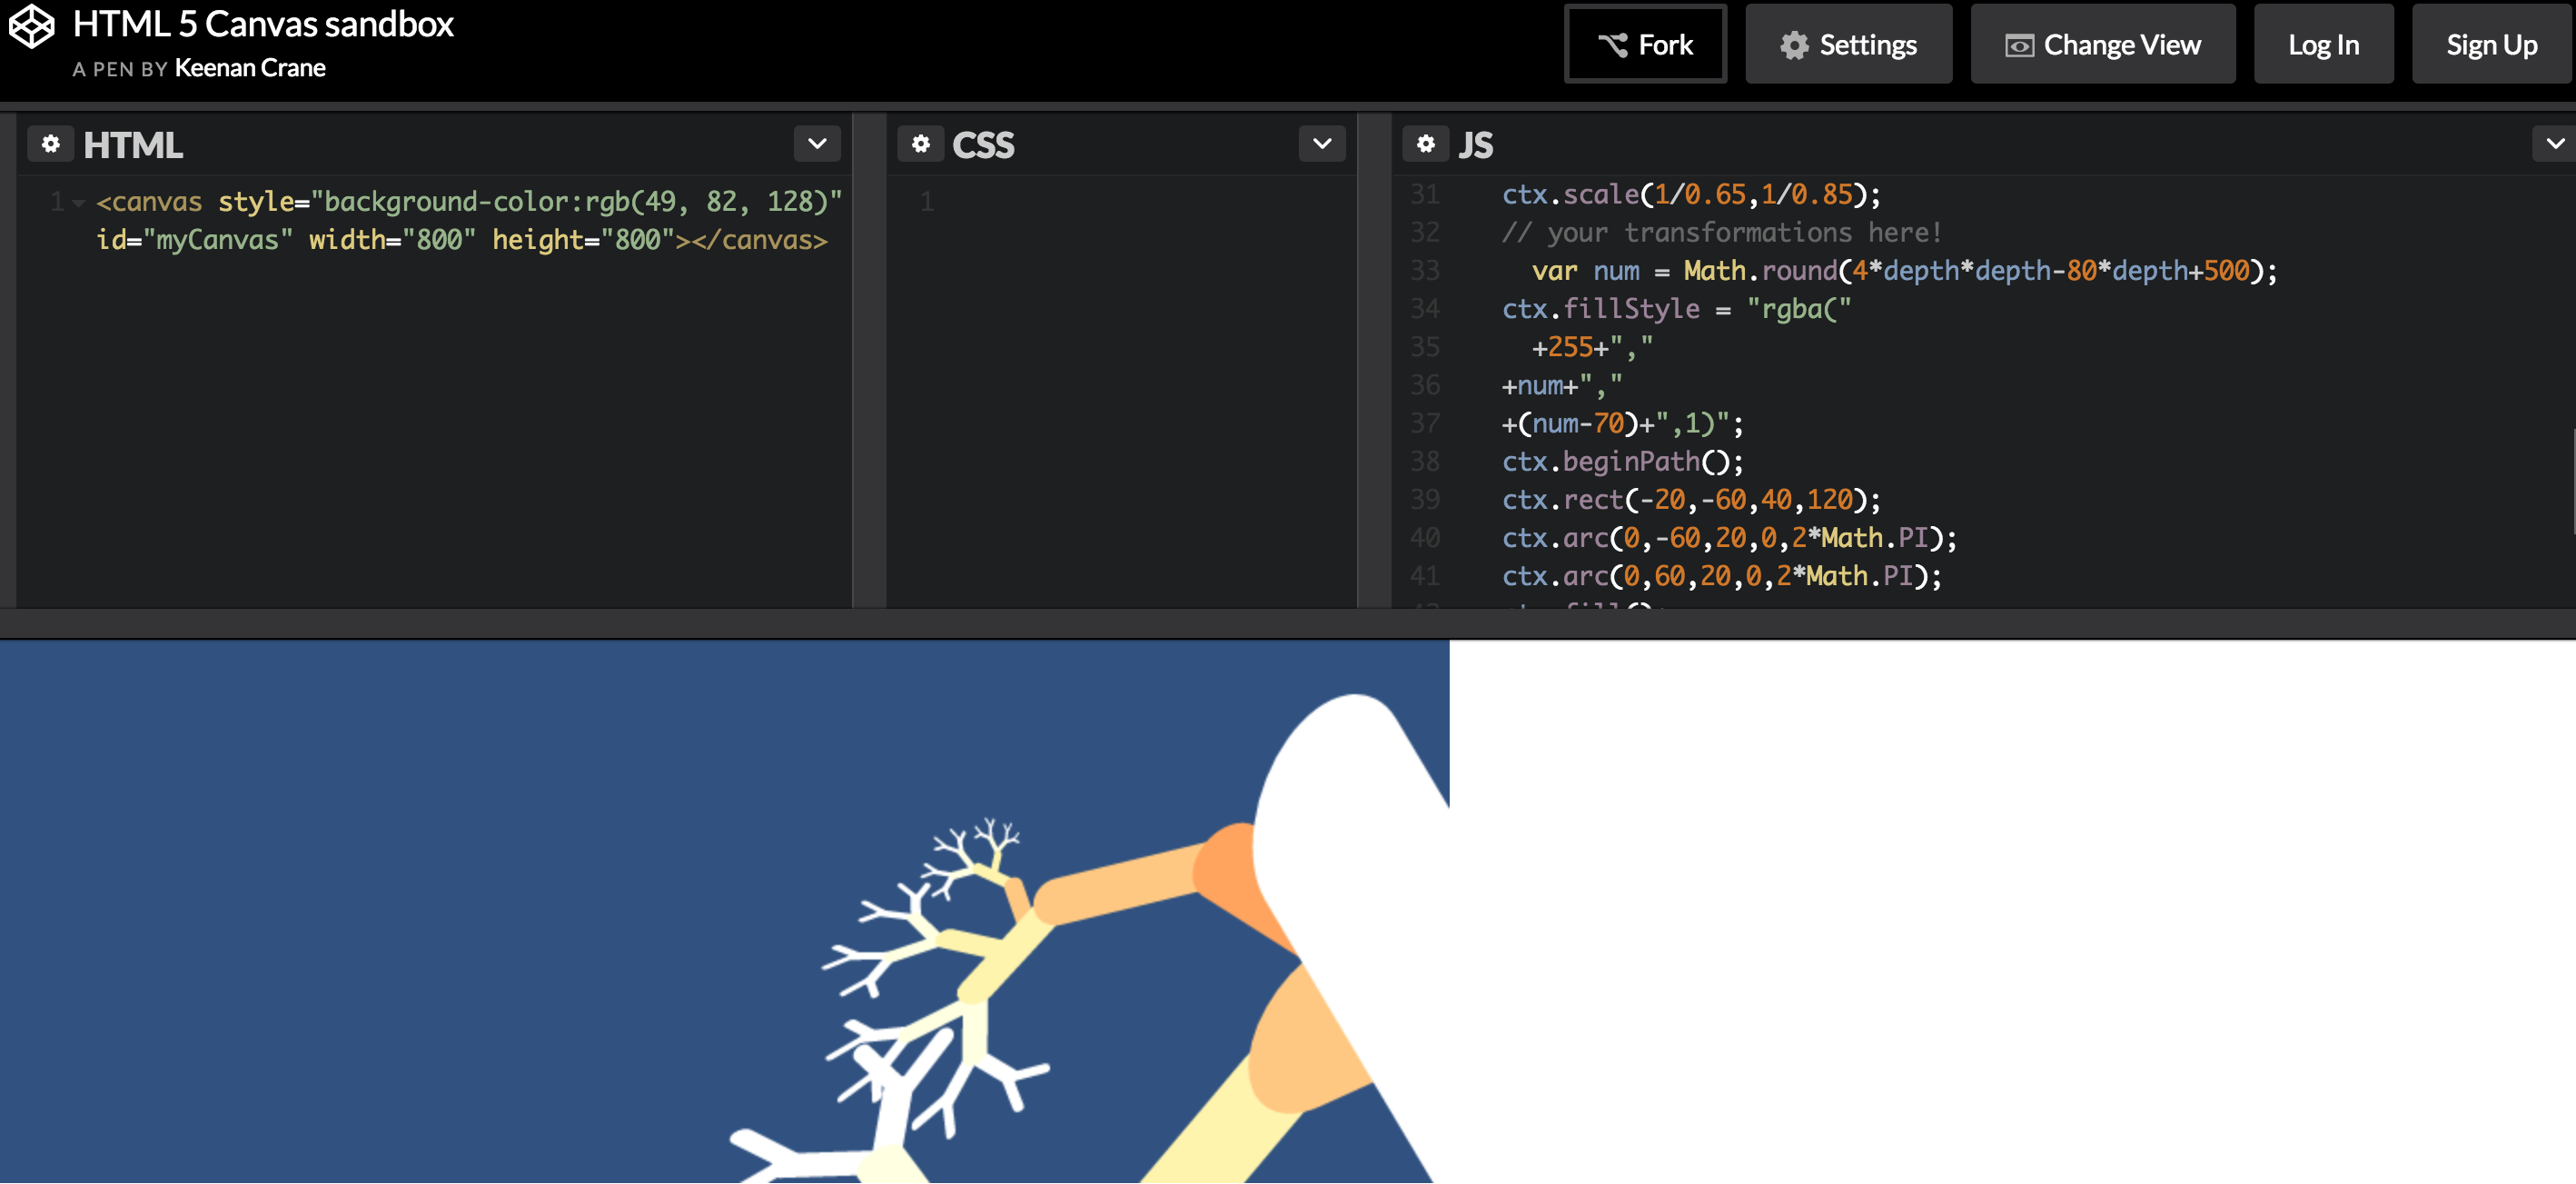 HTML 5 Canvas sandbox
A PEN BY Keenan Crane
Fork
Settings
Change View
Log In
Sign Up
HTML
1 <canvas style="background-color:rgb(49, 82, 128)"
id="myCanvas" width="800" height="800"></canvas>
CSS
1
JS
31 ctx.scale(1/0.65,1/0.85);
32 // your transformations here!
33 var num = Math.round(4*depth*depth-80*depth+500);
34 ctx.fillStyle = "rgba("
35 +255+","
36 +num+","
37 +(num-70)+",1)";
38 ctx.beginPath();
39 ctx.rect(-20,-60,40,120);
40 ctx.arc(0,-60,20,0,2*Math.PI);
41 ctx.arc(0,60,20,0,2*Math.PI);